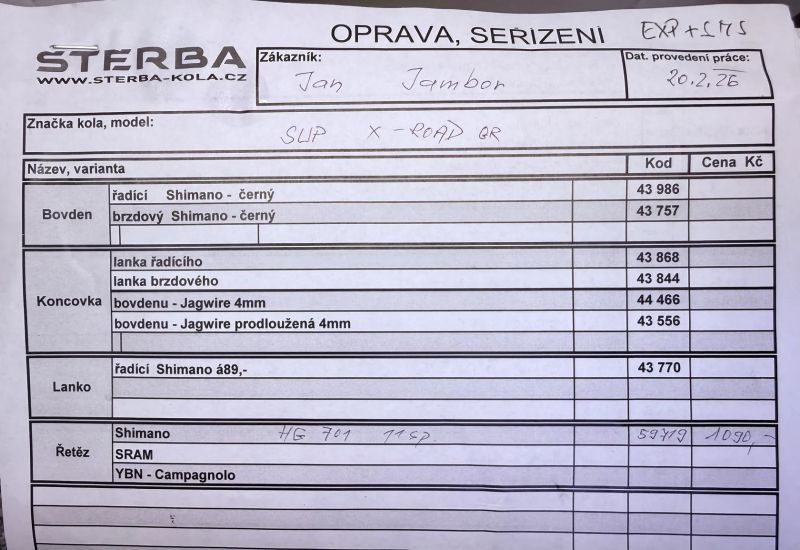 OPRAVA, SEŘÍZENÍ EXP + SMS
ŠTERBA
WWW.STERBA-KOLA.CZ
Zákazník:
Jan Jambor
Dat. provedení práce:
20.2.26
Značka kola, model:
X-ROAD GR
Název, varianta Kod Cena Kč
Bovden
řadící Shimano - černý 43 986
brzdový Shimano - černý 43 757
Koncovka
lanka řadícího 43 868
lanka brzdového 43 844
bovdenu - Jagwire 4mm 44 466
bovdenu - Jagwire prodloužená 4mm 43 556
Lanko
řadící Shimano á89,- 43 770
Řetěz
Shimano HG 701 11sp. 59719 1090,-
SRAM
YBN - Campagnolo